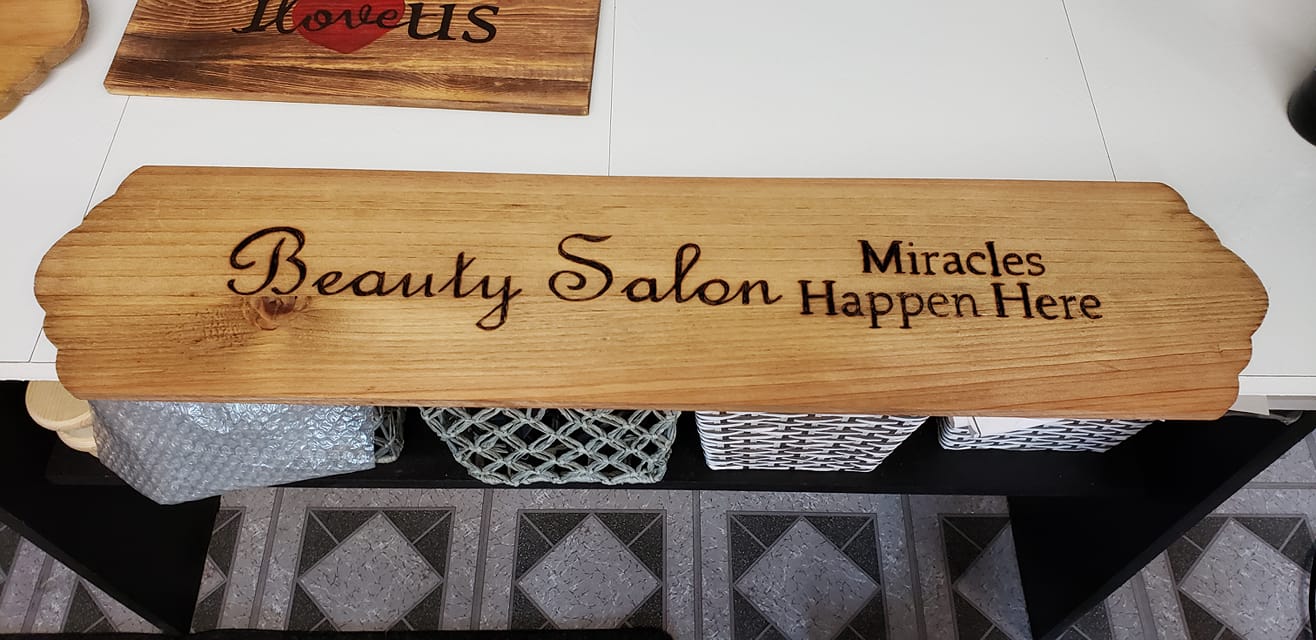 I love us
Beauty Salon
Miracles
Happen Here